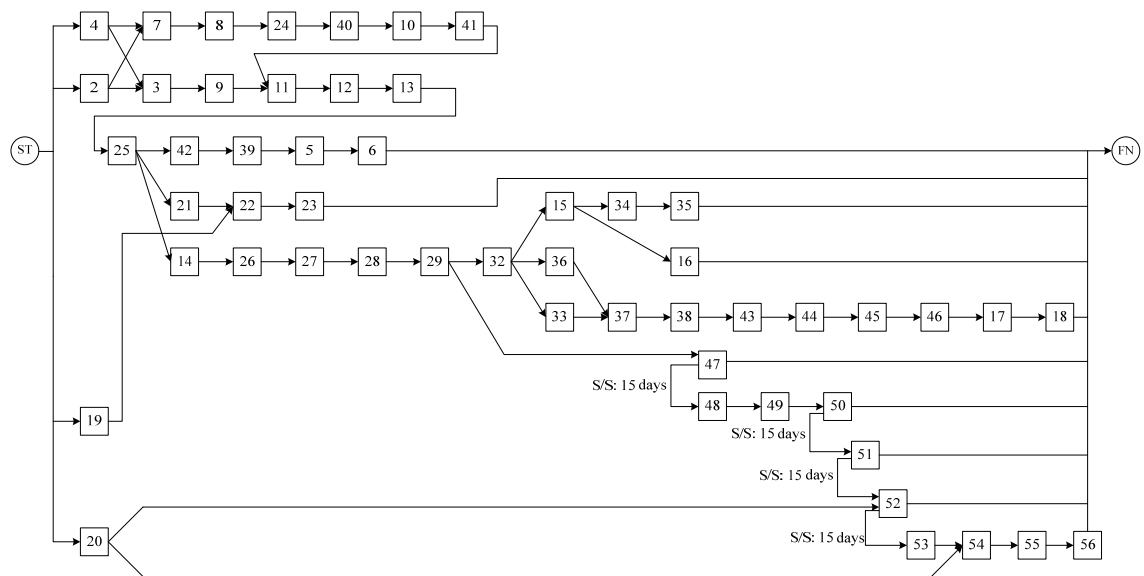 4 7 8 24 40 10 41
2 3 9 11 12 13
ST 25 42 39 5 6 FN
21 22 23 15 34 35
14 26 27 28 29 32 36 16
33 37 38 43 44 45 46 17 18
47
S/S: 15 days
48 49 50
19
S/S: 15 days
51
S/S: 15 days
52
20 S/S: 15 days 53 54 55 56